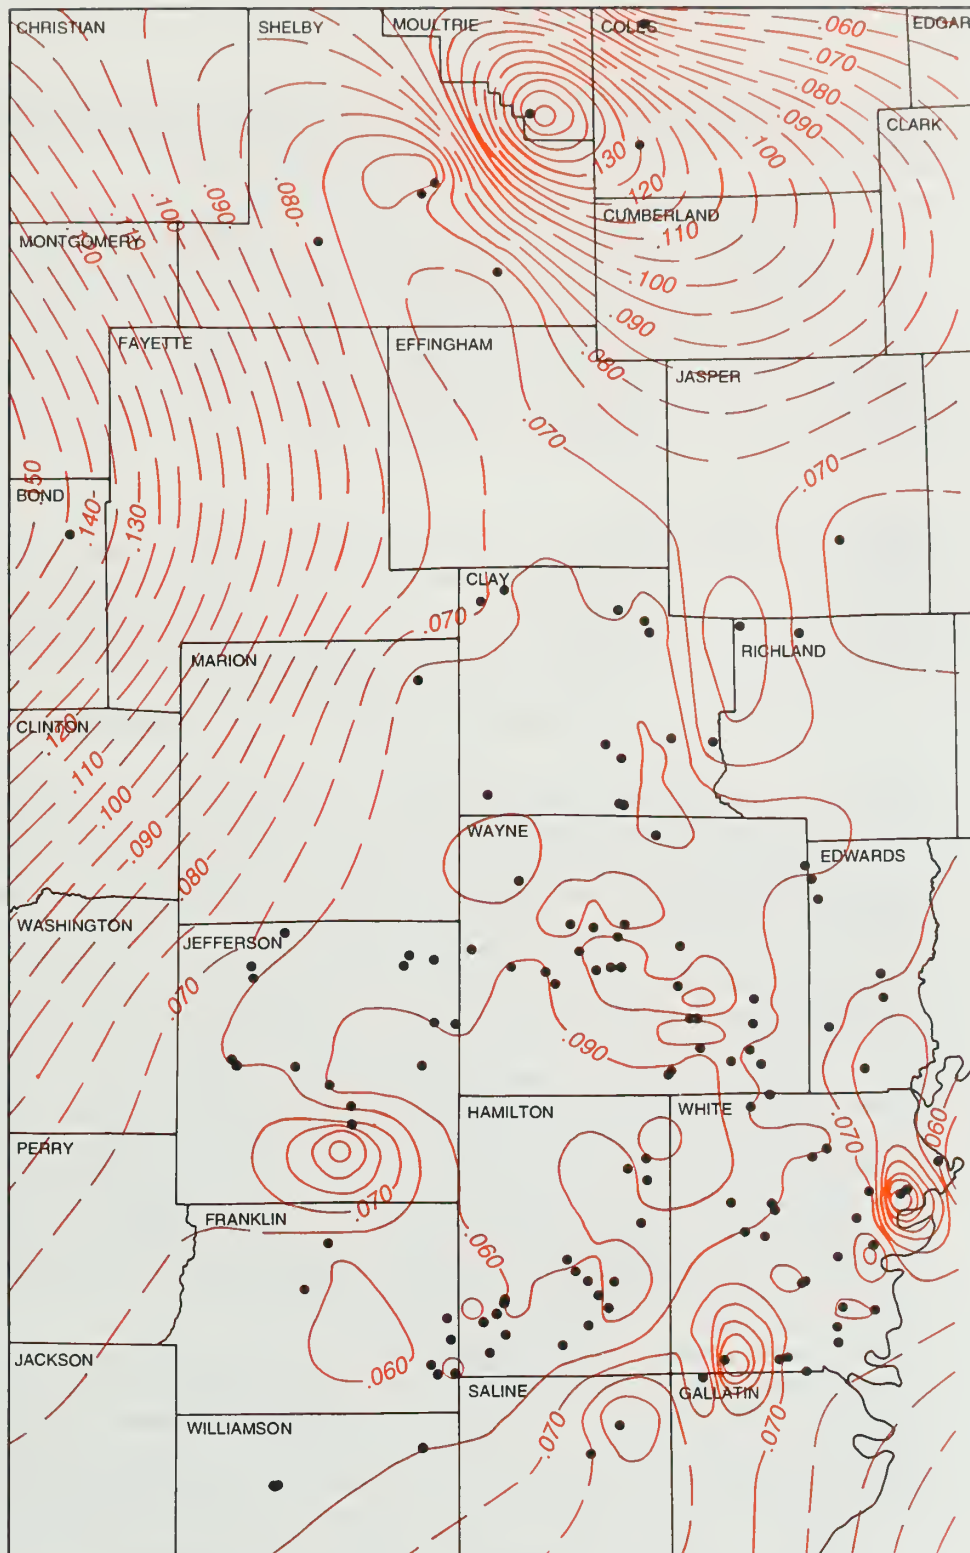 CHRISTIAN
SHELBY
MOULTRIE
COLES
EDGAR
.060
.070
.080
.090
CLARK
.100
.130
.120
CUMBERLAND
.110
.100
.090
.080
.080
.090
.100
.110
.120
MONTGOMERY
FAYETTE
EFFINGHAM
JASPER
.070
.070
.150
BOND
.140
.130
CLAY
.070
MARION
RICHLAND
CLINTON
.120
.110
.100
.090
.080
WAYNE
EDWARDS
WASHINGTON
JEFFERSON
.070
.090
HAMILTON
WHITE
.070
.060
PERRY
.070
FRANKLIN
.060
.060
JACKSON
SALINE
GALLATIN
.070
.070
WILLIAMSON